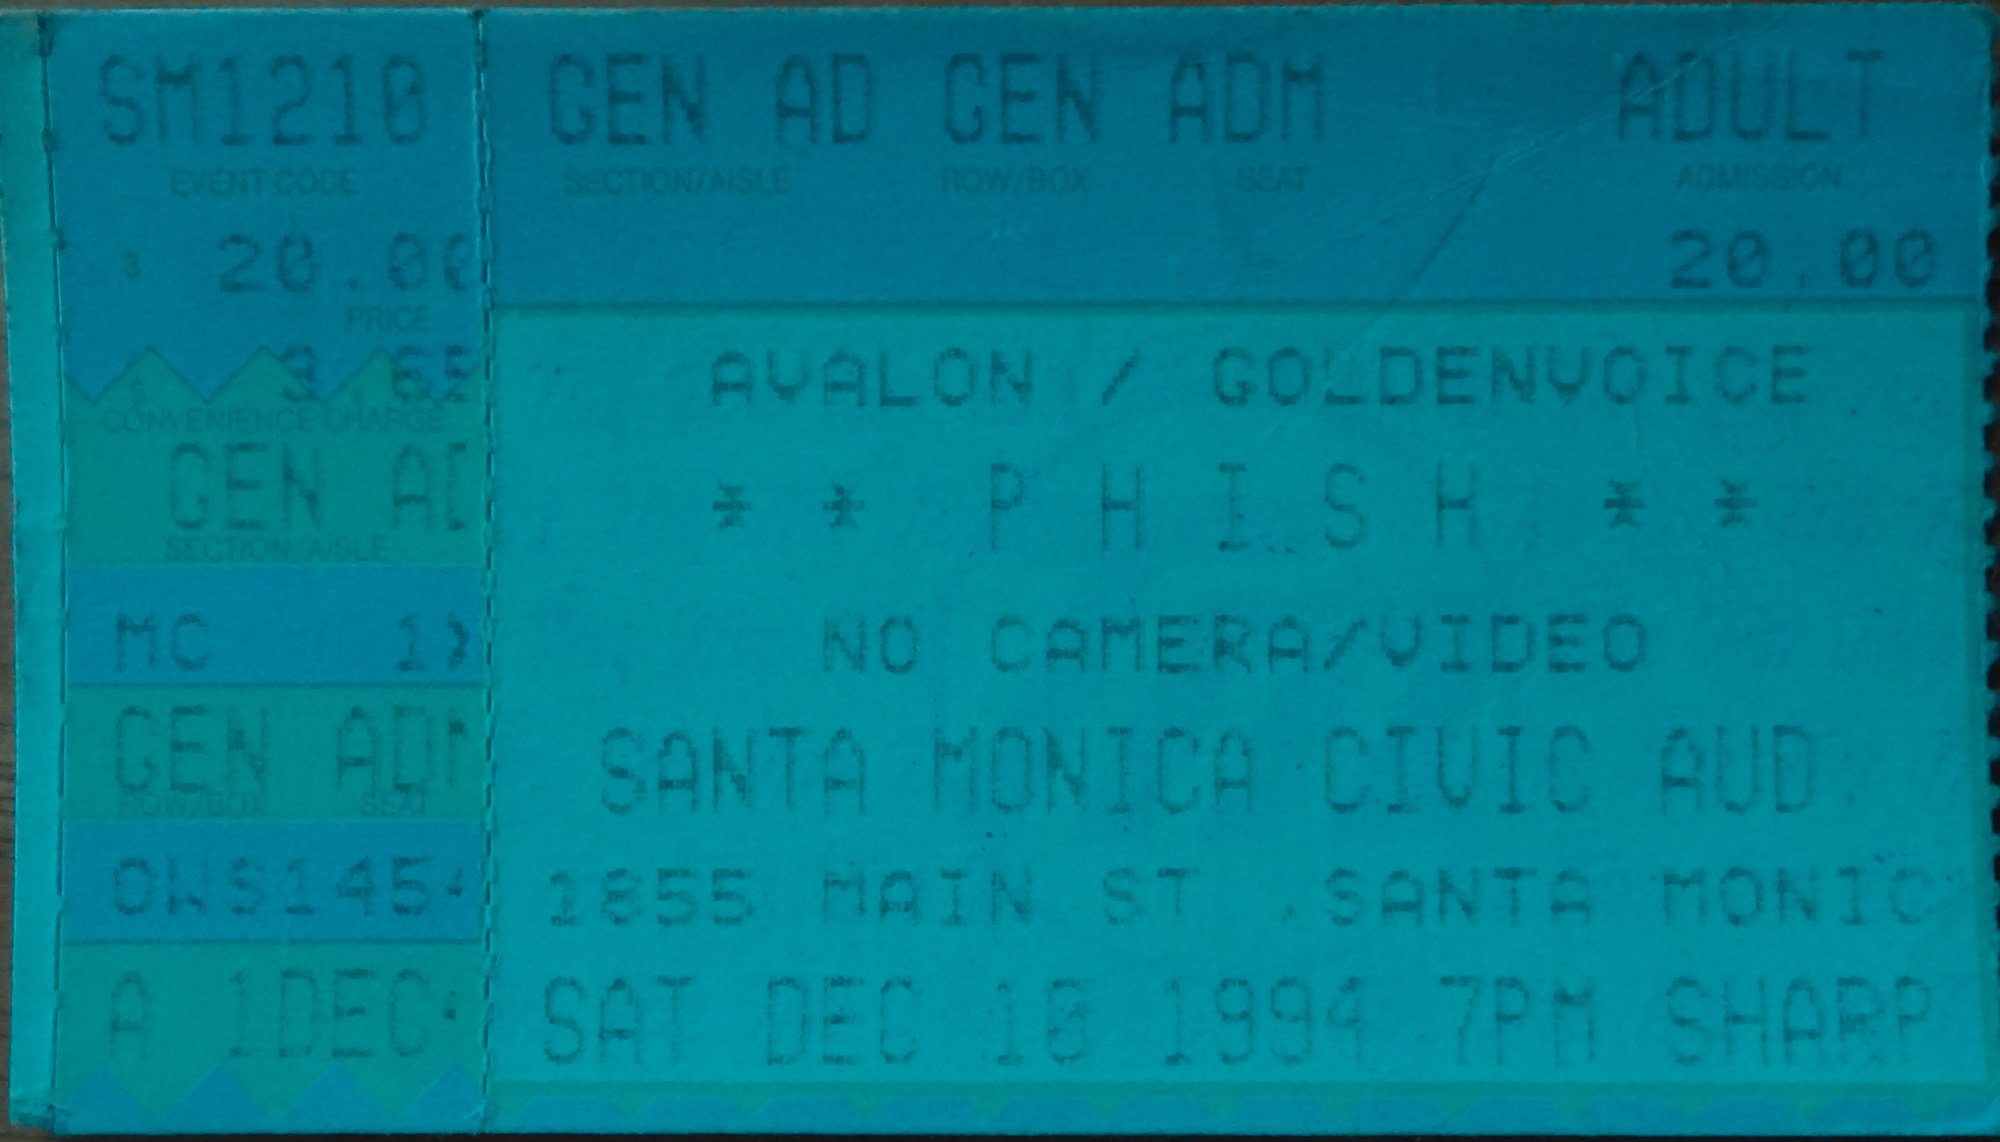 SM1210
EVENT CODE
$ 20.00
PRICE
3.65
CONVENIENCE CHARGE
GEN AD
SECTION/AISLE
MC 1X
GEN ADM
ROW/BOX SEAT
OWS145
A 1DEC
GEN AD GEN ADM ADULT
SECTION/AISLE ROW/BOX SEAT ADMISSION
20.00
AVALON / GOLDENVOICE
* * P H I S H * *
NO CAMERA/VIDEO
SANTA MONICA CIVIC AUD.
1855 MAIN ST .SANTA MONIC
SAT DEC 10 1994 7PM SHARP